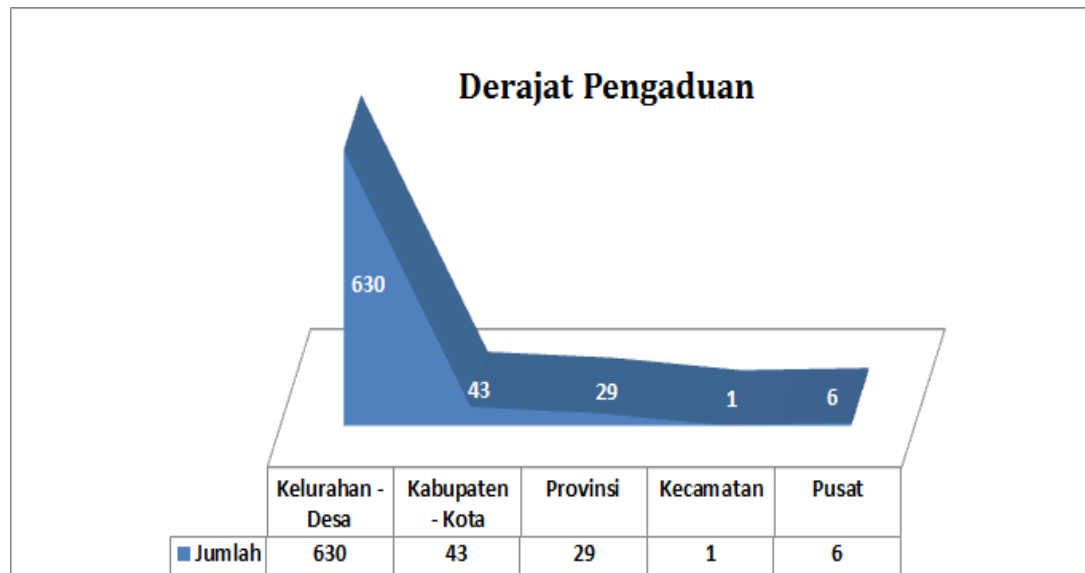 Derajat Pengaduan
630
43
29
1
6
Kelurahan -
Desa
Kabupaten
- Kota
Provinsi
Kecamatan
Pusat
Jumlah 630 43 29 1 6